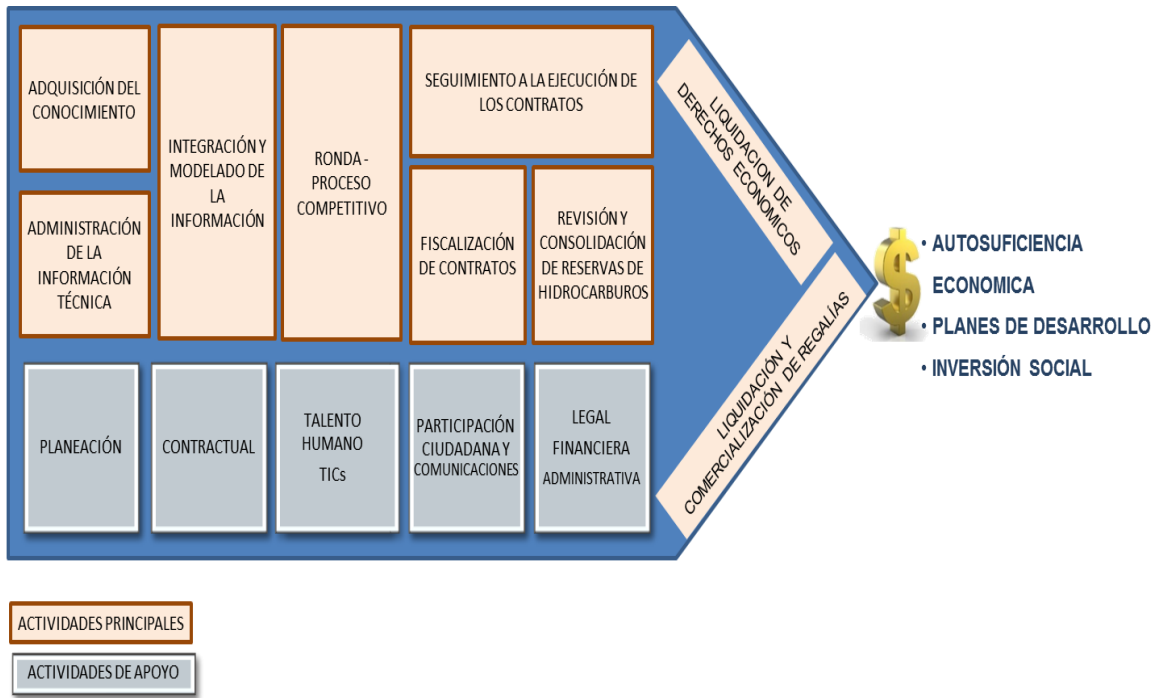 ADQUISICIÓN DEL
CONOCIMIENTO
ADMINISTRACIÓN
DE LA
INFORMACIÓN
TÉCNICA
INTEGRACIÓN Y
MODELADO DE
LA
INFORMACIÓN
RONDA -
PROCESO
COMPETITIVO
SEGUIMIENTO A LA EJECUCIÓN DE
LOS CONTRATOS
FISCALIZACIÓN
DE CONTRATOS
REVISIÓN Y
CONSOLIDACIÓN
DE RESERVAS DE
HIDROCARBUROS
LIQUIDACION DE
DERECHOS ECONOMICOS
LIQUIDACIÓN Y
COMERCIALIZACIÓN DE REGALÍAS
$
• AUTOSUFICIENCIA
ECONOMICA
• PLANES DE DESARROLLO
• INVERSIÓN SOCIAL
PLANEACIÓN
CONTRACTUAL
TALENTO
HUMANO
TICs
PARTICIPACIÓN
CIUDADANA Y
COMUNICACIONES
LEGAL
FINANCIERA
ADMINISTRATIVA
ACTIVIDADES PRINCIPALES
ACTIVIDADES DE APOYO